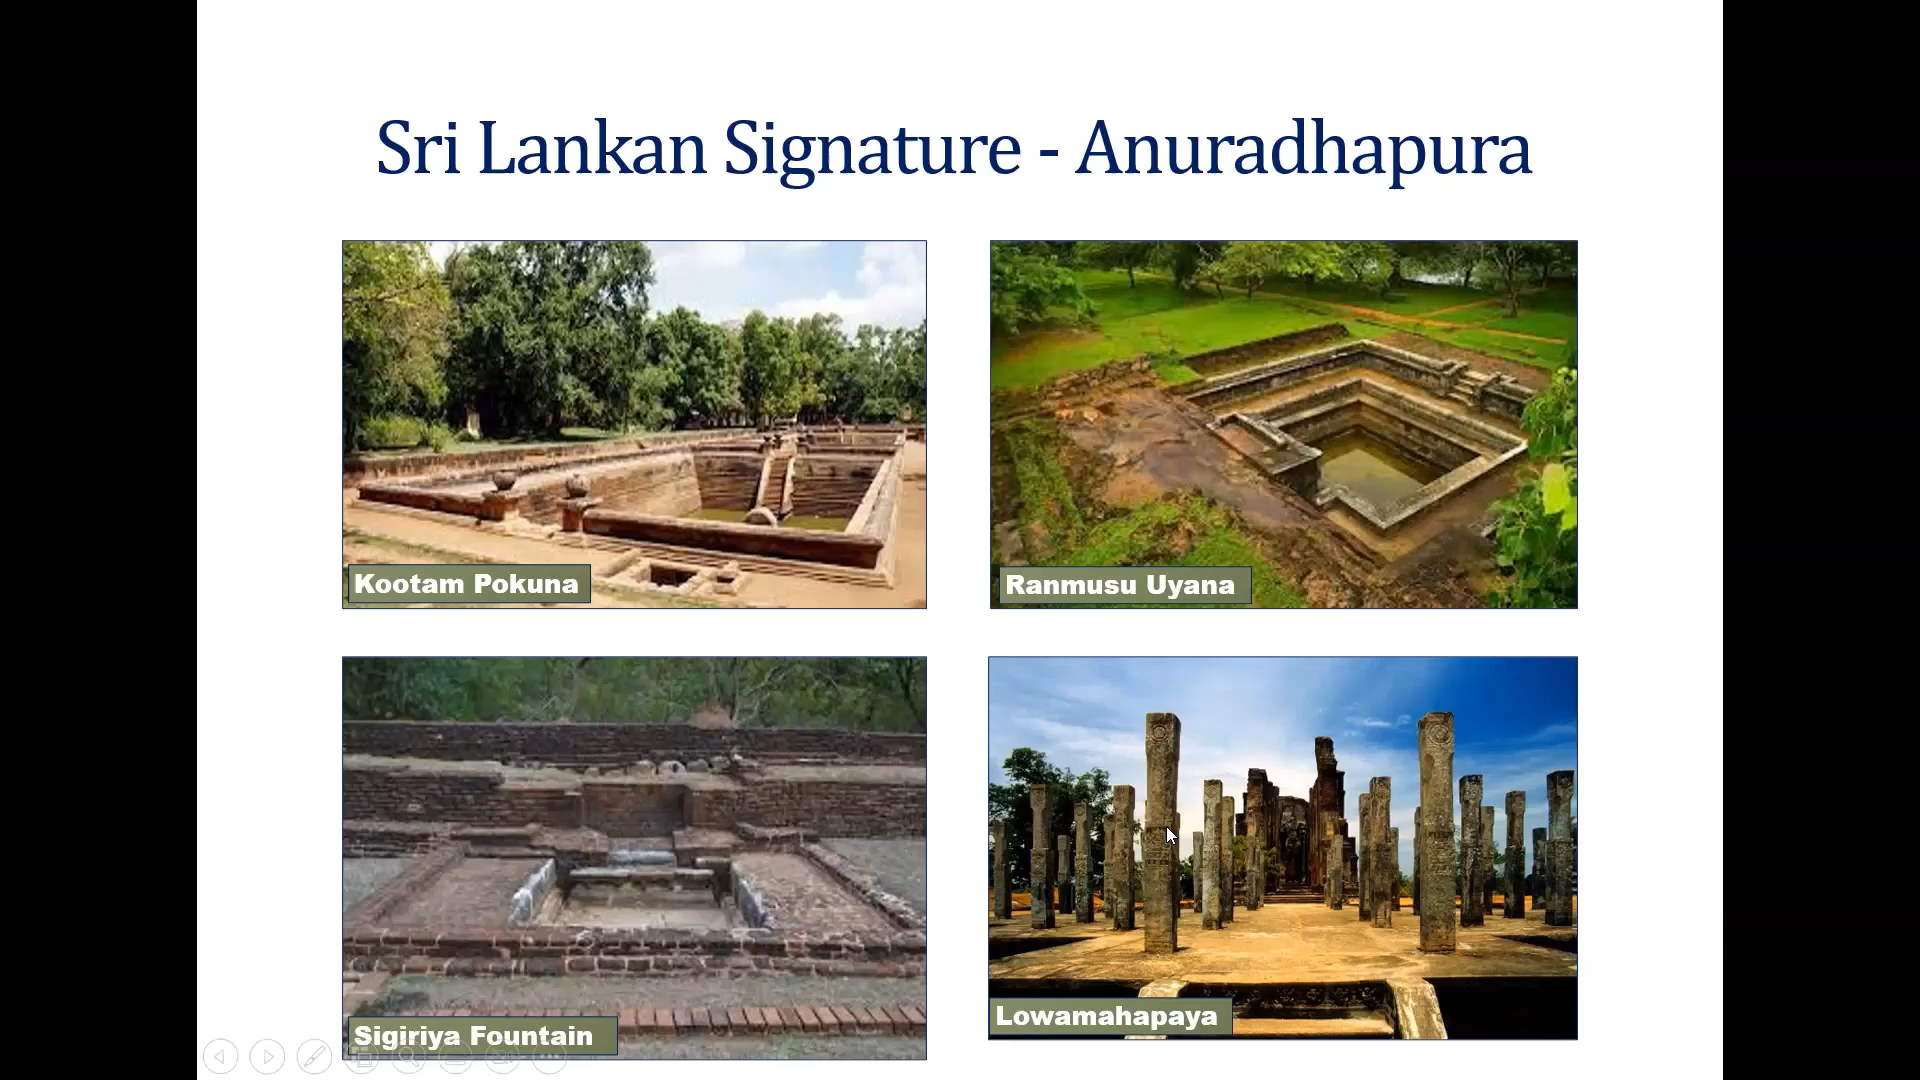 Sri Lankan Signature - Anuradhapura
Kootam Pokuna
Ranmusu Uyana
Sigiriya Fountain
Lowamahapaya